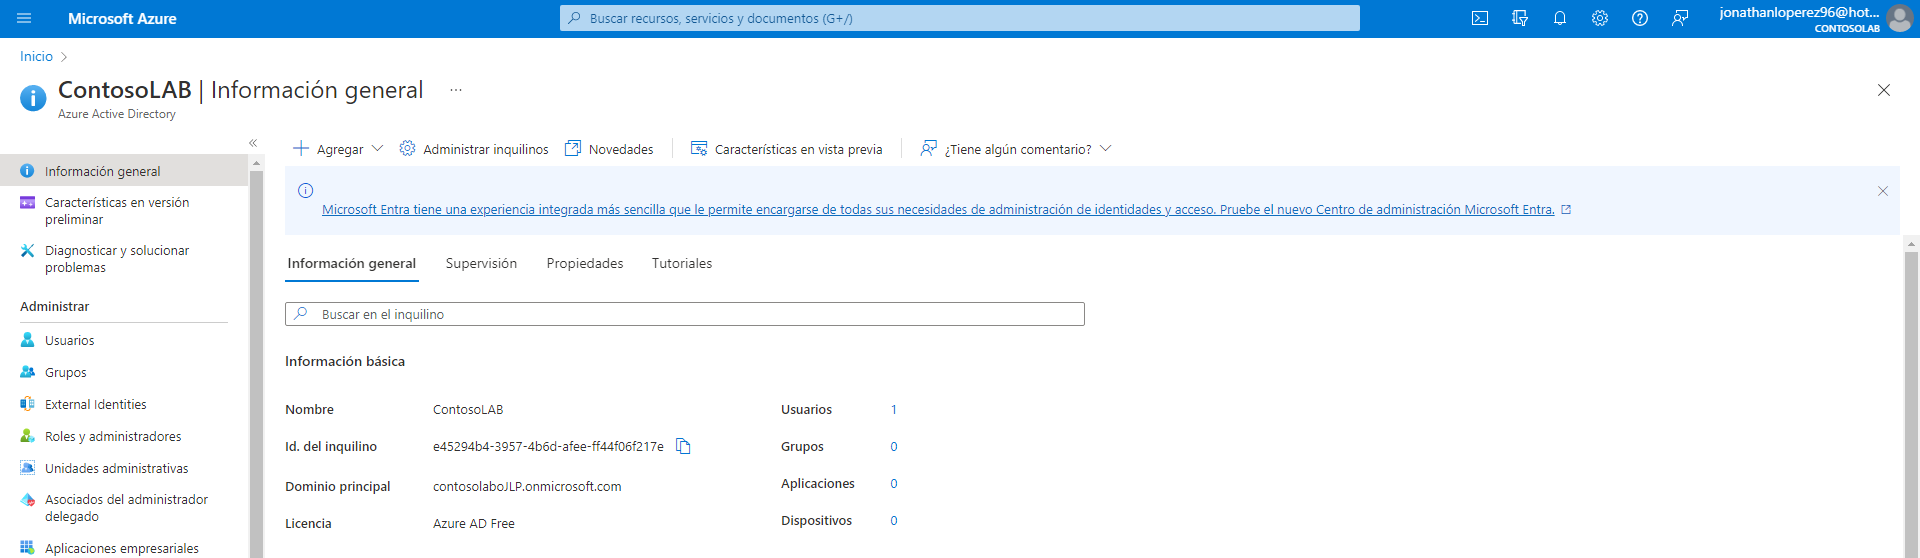 Microsoft Azure
Buscar recursos, servicios y documentos (G+/)
jonathanloperez96@hot...
CONTOSOLAB
Inicio
ContosoLAB | Información general
...
Azure Active Directory
Agregar
Administrar inquilinos
Novedades
Características en vista previa
¿Tiene algún comentario?
Información general
Características en versión
preliminar
Diagnosticar y solucionar
problemas
Administrar
Usuarios
Grupos
External Identities
Roles y administradores
Unidades administrativas
Asociados del administrador
delegado
Aplicaciones empresariales
Microsoft Entra tiene una experiencia integrada más sencilla que le permite encargarse de todas sus necesidades de administración de identidades y acceso. Pruebe el nuevo Centro de administración Microsoft Entra.
Información general
Supervisión
Propiedades
Tutoriales
Buscar en el inquilino
Información básica
Nombre
ContosoLAB
Id. del inquilino
e45294b4-3957-4b6d-afee-ff44f06f217e
Dominio principal
contosolaboJLP.onmicrosoft.com
Licencia
Azure AD Free
Usuarios
1
Grupos
0
Aplicaciones
0
Dispositivos
0